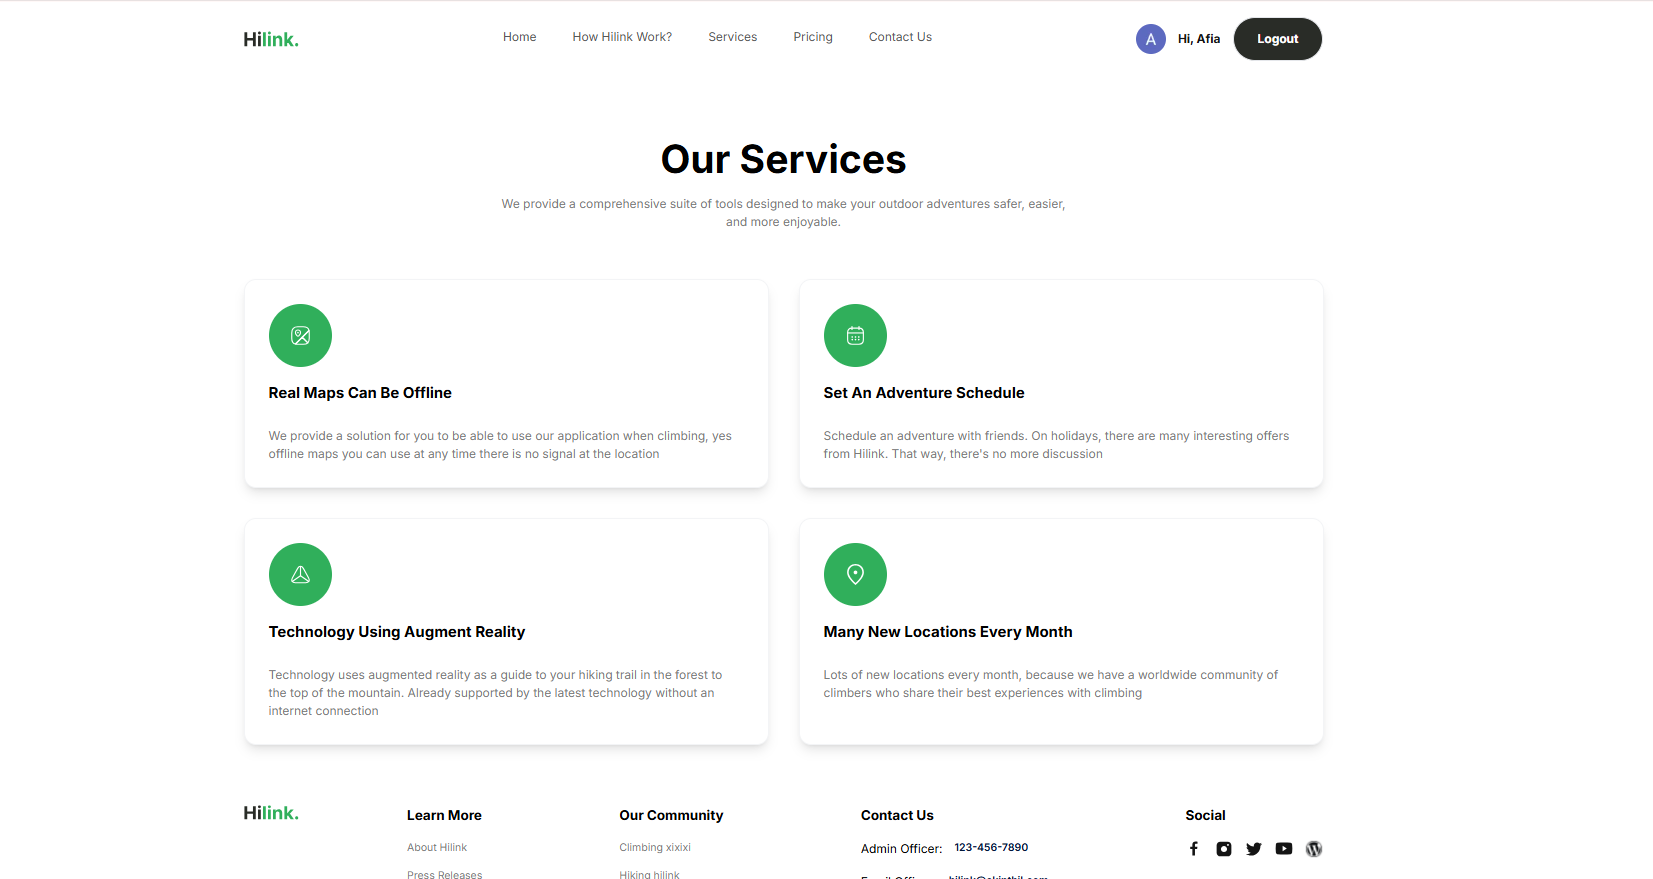 Hilink.
Home
How Hilink Work?
Services
Pricing
Contact Us
A
Hi, Afia
Logout
Our Services
We provide a comprehensive suite of tools designed to make your outdoor adventures safer, easier,
and more enjoyable.
Real Maps Can Be Offline
We provide a solution for you to be able to use our application when climbing, yes
offline maps you can use at any time there is no signal at the location
Set An Adventure Schedule
Schedule an adventure with friends. On holidays, there are many interesting offers
from Hilink. That way, there's no more discussion
Technology Using Augment Reality
Technology uses augmented reality as a guide to your hiking trail in the forest to
the top of the mountain. Already supported by the latest technology without an
internet connection
Many New Locations Every Month
Lots of new locations every month, because we have a worldwide community of
climbers who share their best experiences with climbing
Hilink.
Learn More
About Hilink
Press Releases
Our Community
Climbing xixixi
Hiking hilink
Contact Us
Admin Officer: 123-456-7890
Social